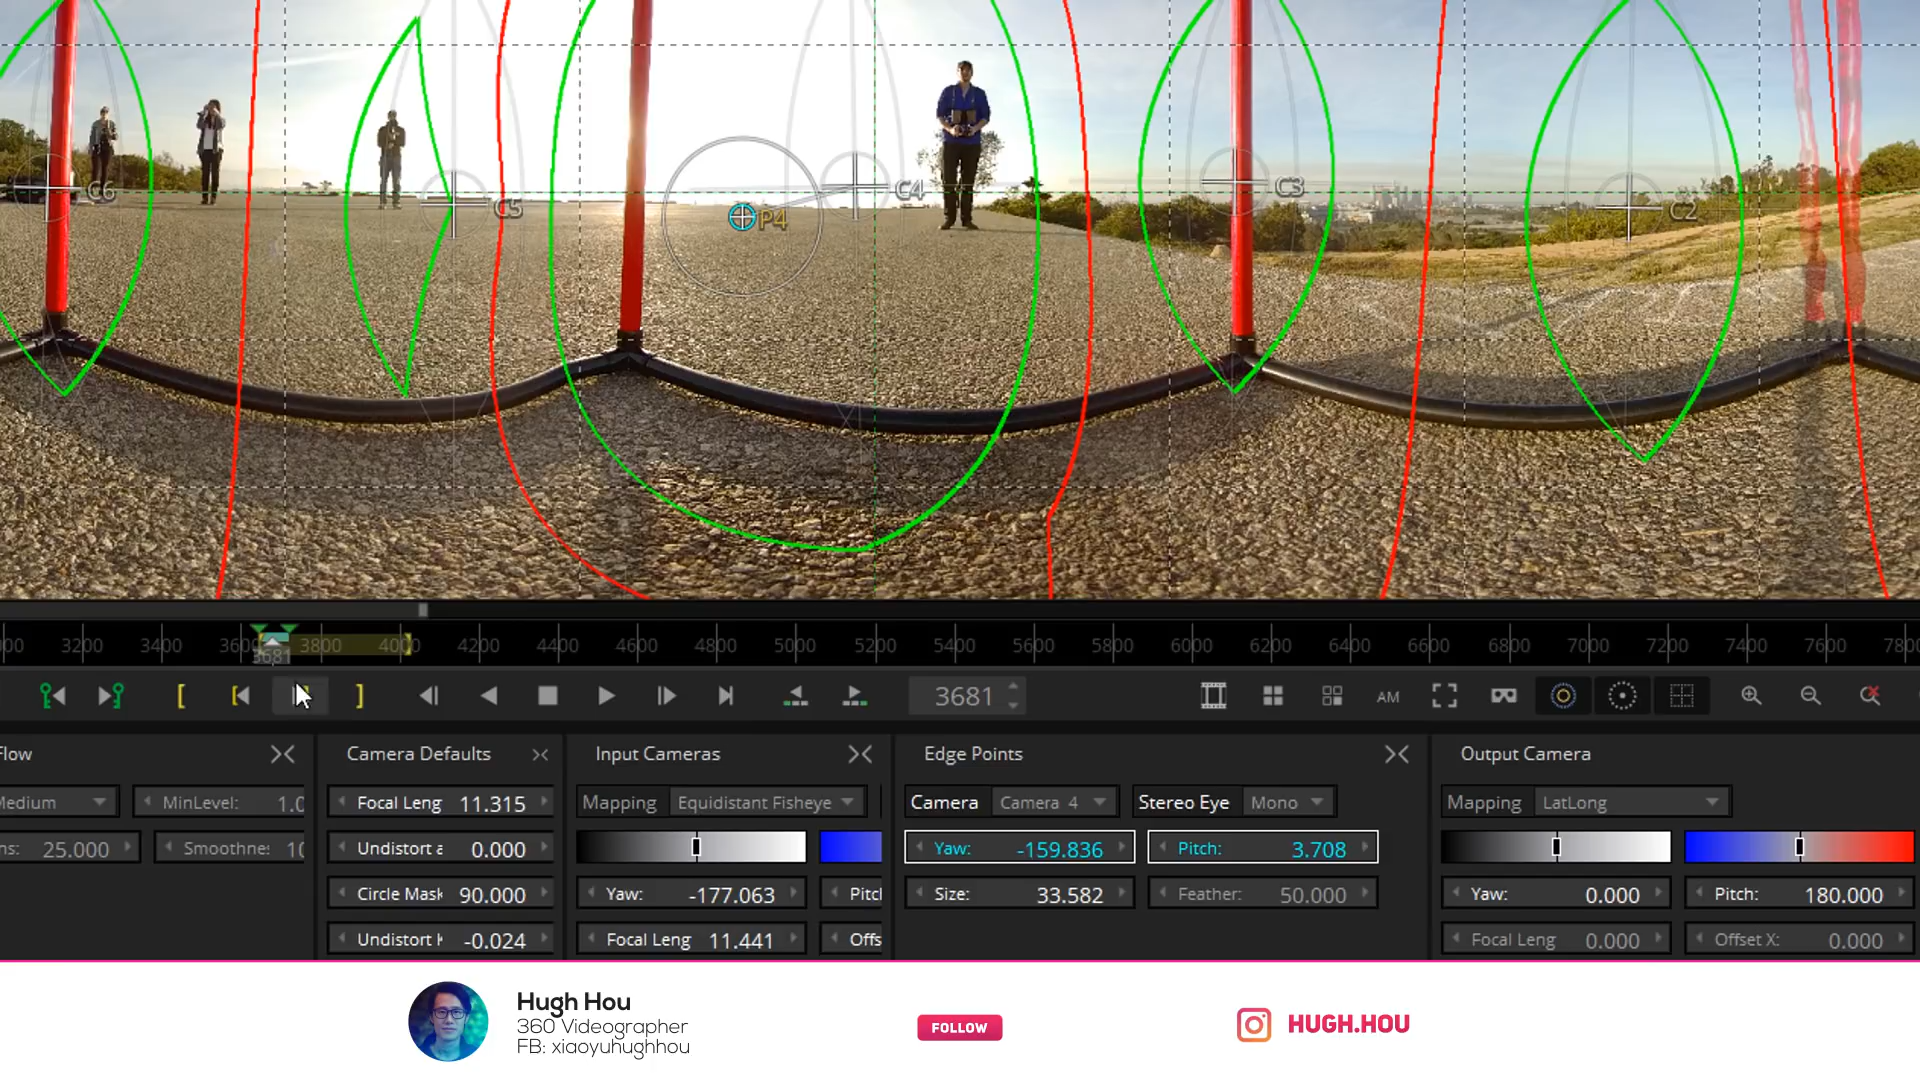 C6
C5
P4
C4
C3
C2
3200 3400 3600 3800 4000 4200 4400 4600 4800 5000 5200 5400 5600 5800 6000 6200 6400 6600 6800 7000 7200 7400 7600
3681
[ ] 3681 AM
Camera Defaults Input Cameras Edge Points Output Camera
MinLevel: Focal Leng 11.315 Mapping Equidistant Fisheye Camera Camera 4 Stereo Eye Mono Mapping LatLong
25.000 Undistort 0.000 Yaw: -159.836 Pitch: 3.708
Circle Mask 90.000 Yaw: -177.063 Size: 33.582 Feather: 50.000 Yaw: 0.000 Pitch: 180.000
Undistort -0.024 Focal Leng 11.441 Offs Focal Leng 0.000 Offset X: 0.000
Hugh Hou
360 Videographer
FB: xiaoyuhughhou
FOLLOW
HUGH.HOU